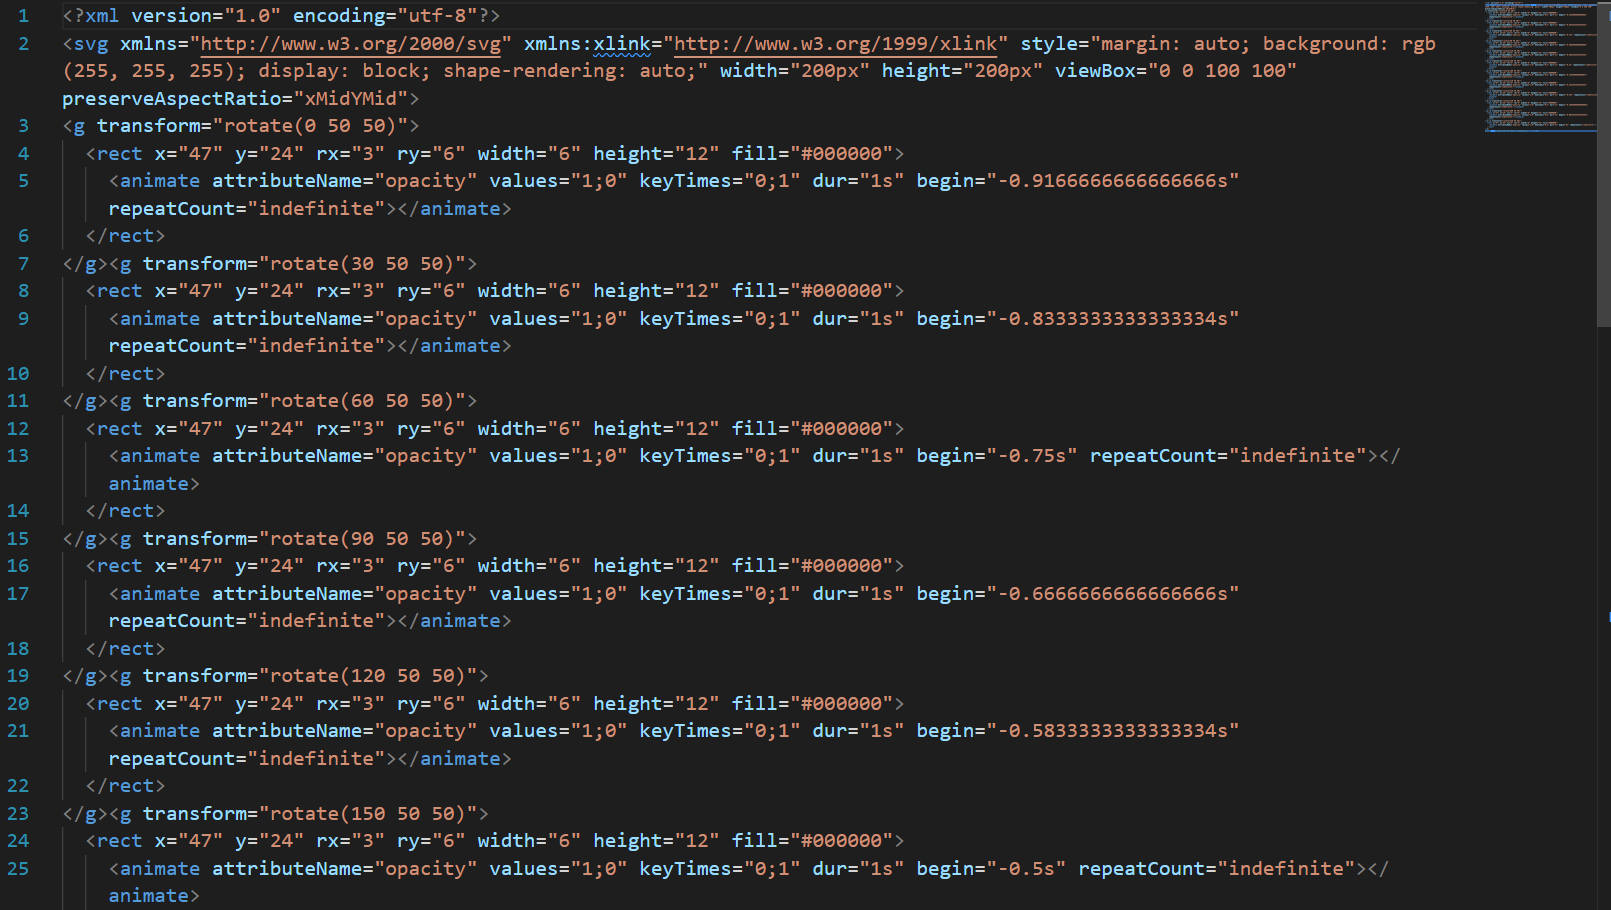 1 <?xml version="1.0" encoding="utf-8"?>
2 <svg xmlns="http://www.w3.org/2000/svg" xmlns:xlink="http://www.w3.org/1999/xlink" style="margin: auto; background: rgb
(255, 255, 255); display: block; shape-rendering: auto;" width="200px" height="200px" viewBox="0 0 100 100"
preserveAspectRatio="xMidYMid">
3 <g transform="rotate(0 50 50)">
4 <rect x="47" y="24" rx="3" ry="6" width="6" height="12" fill="#000000">
5 <animate attributeName="opacity" values="1;0" keyTimes="0;1" dur="1s" begin="-0.9166666666666666s"
repeatCount="indefinite"></animate>
6 </rect>
7 </g><g transform="rotate(30 50 50)">
8 <rect x="47" y="24" rx="3" ry="6" width="6" height="12" fill="#000000">
9 <animate attributeName="opacity" values="1;0" keyTimes="0;1" dur="1s" begin="-0.8333333333333334s"
repeatCount="indefinite"></animate>
10 </rect>
11 </g><g transform="rotate(60 50 50)">
12 <rect x="47" y="24" rx="3" ry="6" width="6" height="12" fill="#000000">
13 <animate attributeName="opacity" values="1;0" keyTimes="0;1" dur="1s" begin="-0.75s" repeatCount="indefinite"></
animate>
14 </rect>
15 </g><g transform="rotate(90 50 50)">
16 <rect x="47" y="24" rx="3" ry="6" width="6" height="12" fill="#000000">
17 <animate attributeName="opacity" values="1;0" keyTimes="0;1" dur="1s" begin="-0.6666666666666666s"
repeatCount="indefinite"></animate>
18 </rect>
19 </g><g transform="rotate(120 50 50)">
20 <rect x="47" y="24" rx="3" ry="6" width="6" height="12" fill="#000000">
21 <animate attributeName="opacity" values="1;0" keyTimes="0;1" dur="1s" begin="-0.5833333333333334s"
repeatCount="indefinite"></animate>
22 </rect>
23 </g><g transform="rotate(150 50 50)">
24 <rect x="47" y="24" rx="3" ry="6" width="6" height="12" fill="#000000">
25 <animate attributeName="opacity" values="1;0" keyTimes="0;1" dur="1s" begin="-0.5s" repeatCount="indefinite"></
animate>